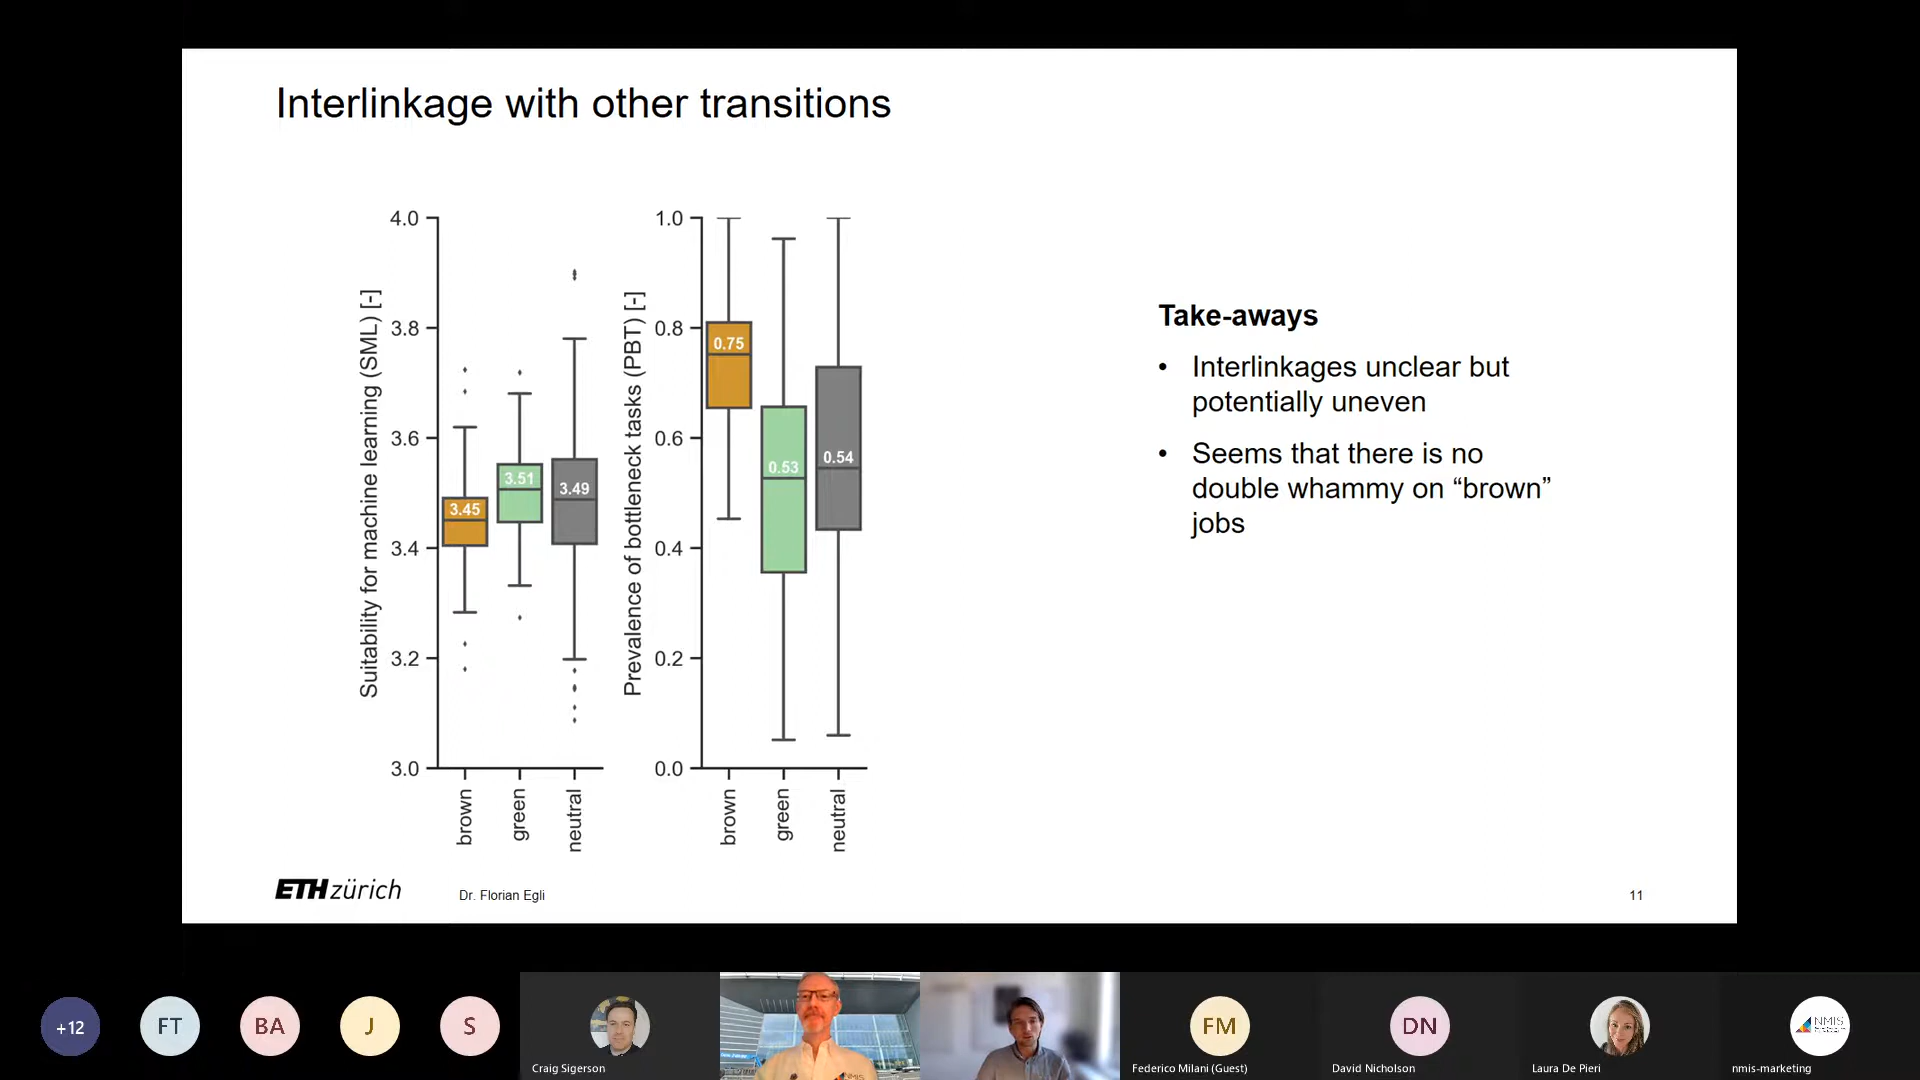 Interlinkage with other transitions
Suitability for machine learning (SML) [-]
4.0
3.8
3.6
3.4
3.2
3.0
3.45
3.51
3.49
brown
green
neutral
Prevalence of bottleneck tasks (PBT) [-]
1.0
0.8
0.6
0.4
0.2
0.0
0.75
0.53
0.54
brown
green
neutral
Take-aways
• Interlinkages unclear but
potentially uneven
• Seems that there is no
double whammy on “brown”
jobs
ETH zürich
Dr. Florian Egli
11
+12
FT
BA
J
S
Craig Sigerson
NMIS
FM
Federico Milani (Guest)
DN
David Nicholson
Laura De Pieri
NMIS
nmis-marketing